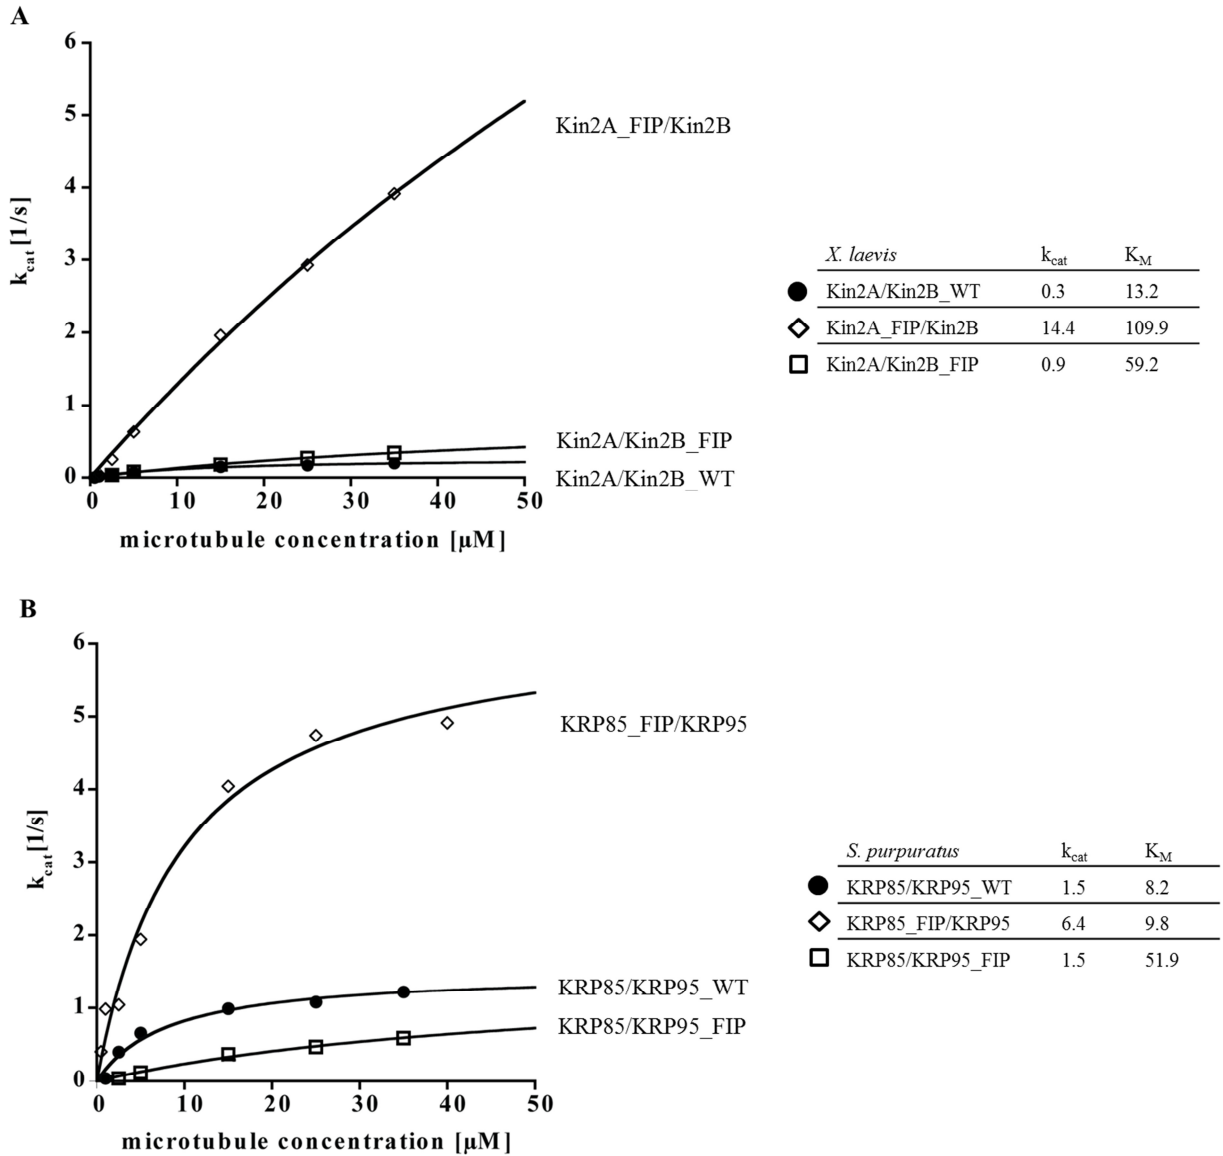 A
6
5
4
3
2
1
0
k_cat [1/s]
0 10 20 30 40 50
microtubule concentration [µM]
Kin2A_FIP/Kin2B
Kin2A/Kin2B_FIP
Kin2A/Kin2B_WT
X. laevis k_cat K_M
Kin2A/Kin2B_WT 0.3 13.2
Kin2A_FIP/Kin2B 14.4 109.9
Kin2A/Kin2B_FIP 0.9 59.2
B
6
5
4
3
2
1
0
k_cat [1/s]
0 10 20 30 40 50
microtubule concentration [µM]
KRP85_FIP/KRP95
KRP85/KRP95_WT
KRP85/KRP95_FIP
S. purpuratus k_cat K_M
KRP85/KRP95_WT 1.5 8.2
KRP85_FIP/KRP95 6.4 9.8
KRP85/KRP95_FIP 1.5 51.9